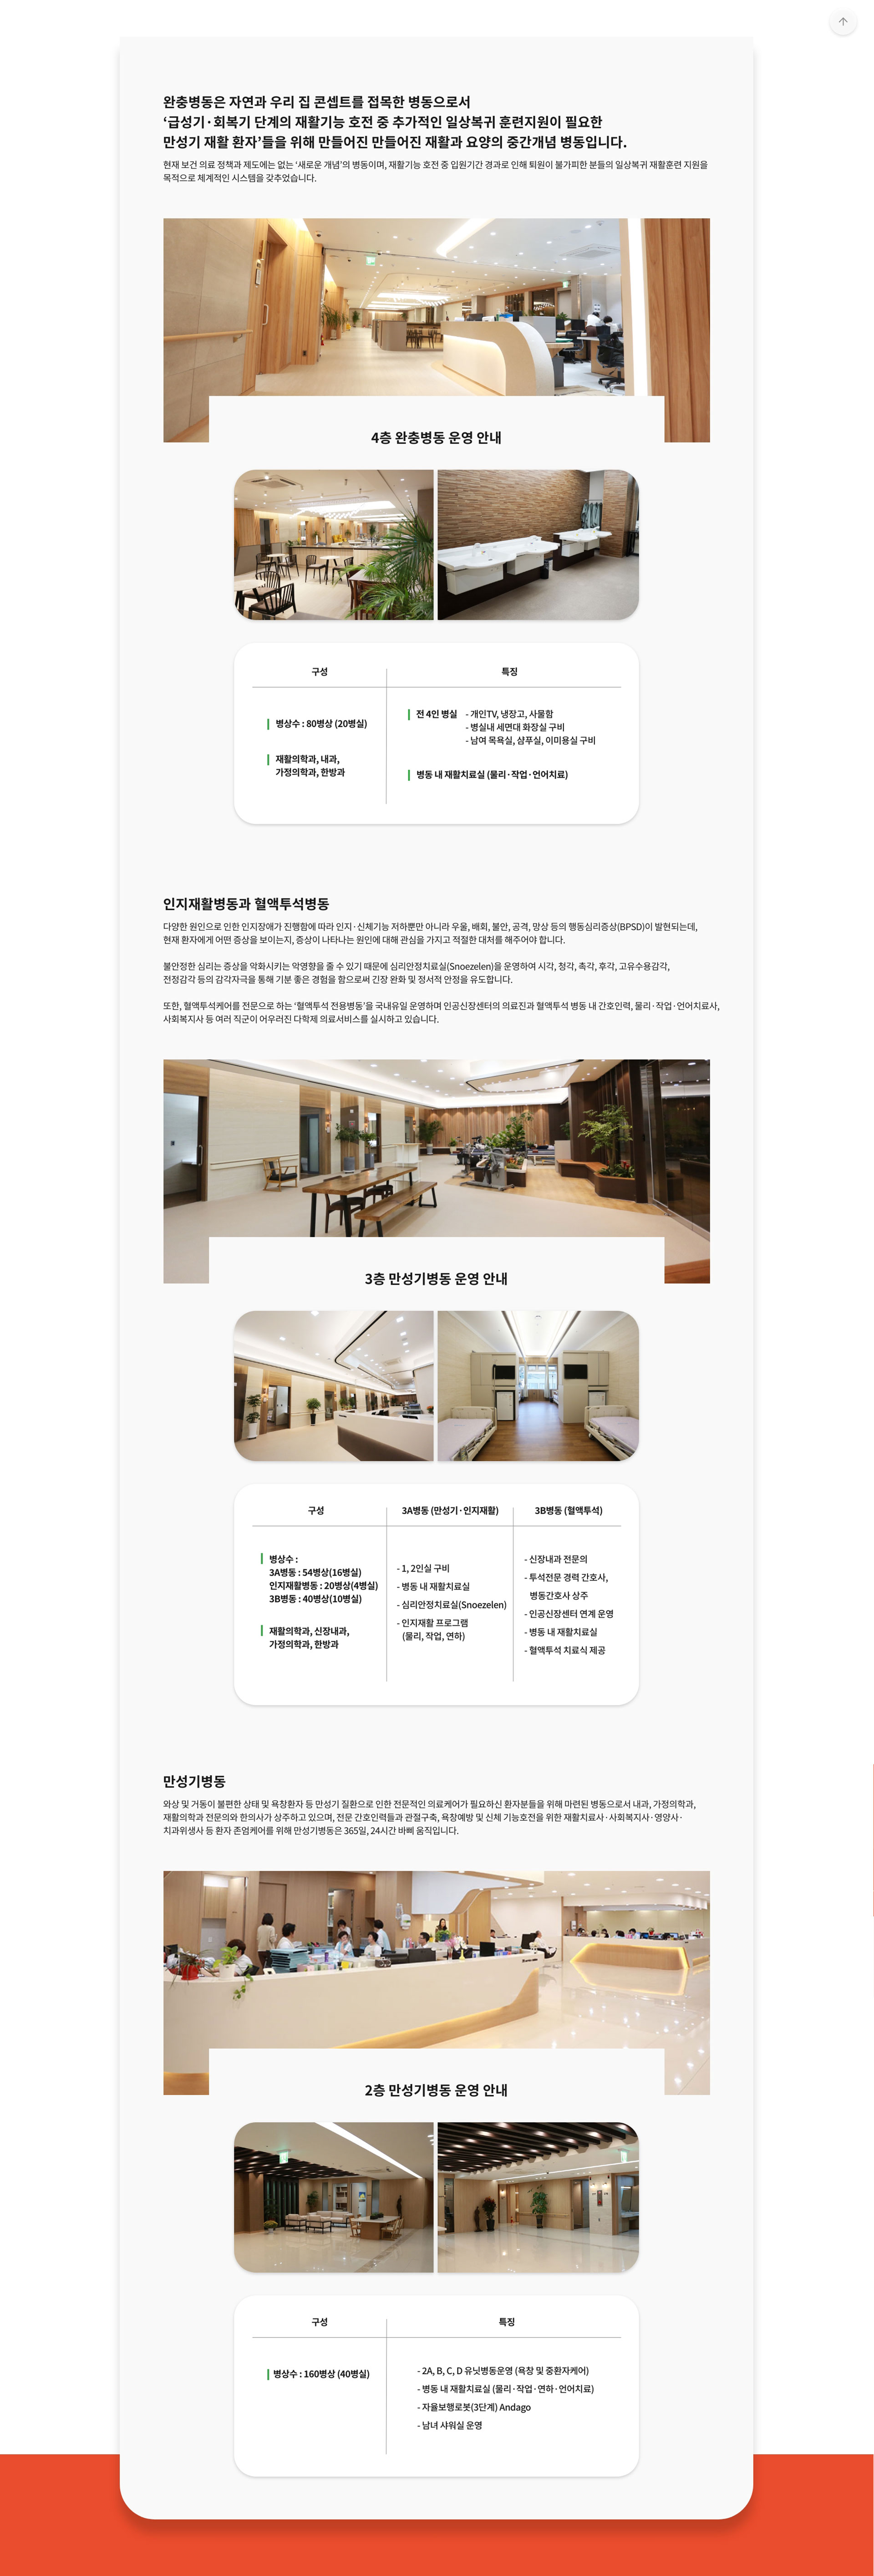 완충병동은 자연과 우리 집 콘셉트를 접목한 병동으로서
‘급성기·회복기 단계의 재활기능 호전 중 추가적인 일상복귀 훈련지원이 필요한
만성기 재활 환자’들을 위해 만들어진 만들어진 재활과 요양의 중간개념 병동입니다.
현재 보건 의료 정책과 제도에는 없는 ‘새로운 개념’의 병동이며, 재활기능 호전 중 입원기간 경과로 인해 퇴원이 불가피한 분들의 일상복귀 재활훈련 지원을
목적으로 체계적인 시스템을 갖추었습니다.
4층 완충병동 운영 안내
구성
특징
병상수 : 80병상 (20병실)
재활의학과, 내과,
가정의학과, 한방과
전 4인 병실 - 개인TV, 냉장고, 사물함
- 병실내 세면대 화장실 구비
- 남여 목욕실, 샴푸실, 이미용실 구비
병동 내 재활치료실 (물리·작업·언어치료)
인지재활병동과 혈액투석병동
다양한 원인으로 인한 인지장애가 진행함에 따라 인지·신체기능 저하뿐만 아니라 우울, 배회, 불안, 공격, 망상 등의 행동심리증상(BPSD)이 발현되는데,
현재 환자에게 어떤 증상을 보이는지, 증상이 나타나는 원인에 대해 관심을 가지고 적절한 대처를 해주어야 합니다.
불안정한 심리는 증상을 악화시키는 악영향을 줄 수 있기 때문에 심리안정치료실(Snoezelen)을 운영하여 시각, 청각, 촉각, 후각, 고유수용감각,
전정감각 등의 감각자극을 통해 기분 좋은 경험을 함으로써 긴장 완화 및 정서적 안정을 유도합니다.
또한, 혈액투석케어를 전문으로 하는 ‘혈액투석 전용병동’을 국내유일 운영하며 인공신장센터의 의료진과 혈액투석 병동 내 간호인력, 물리·작업·언어치료사,
사회복지사 등 여러 직군이 어우러진 다학제 의료서비스를 실시하고 있습니다.
3층 만성기병동 운영 안내
구성
3A병동 (만성기·인지재활)
3B병동 (혈액투석)
병상수 :
3A병동 : 54병상(16병실)
인지재활병동 : 20병상(4병실)
3B병동 : 40병상(10병실)
재활의학과, 신장내과,
가정의학과, 한방과
- 1, 2인실 구비
- 병동 내 재활치료실
- 심리안정치료실(Snoezelen)
- 인지재활 프로그램
(물리, 작업, 연하)
- 신장내과 전문의
- 투석전문 경력 간호사,
병동간호사 상주
- 인공신장센터 연계 운영
- 병동 내 재활치료실
- 혈액투석 치료식 제공
만성기병동
와상 및 거동이 불편한 상태 및 욕창환자 등 만성기 질환으로 인한 전문적인 의료케어가 필요하신 환자분들을 위해 마련된 병동으로서 내과, 가정의학과,
재활의학과 전문의와 한의사가 상주하고 있으며, 전문 간호인력들과 관절구축, 욕창예방 및 신체 기능호전을 위한 재활치료사·사회복지사·영양사·
치과위생사 등 환자 존엄케어를 위해 만성기병동은 365일, 24시간 바삐 움직입니다.
2층 만성기병동 운영 안내
구성
특징
병상수 : 160병상 (40병실)
- 2A, B, C, D 유닛병동운영 (욕창 및 중환자케어)
- 병동 내 재활치료실 (물리·작업·연하·언어치료)
- 자율보행로봇(3단계) Andago
- 남녀 샤워실 운영